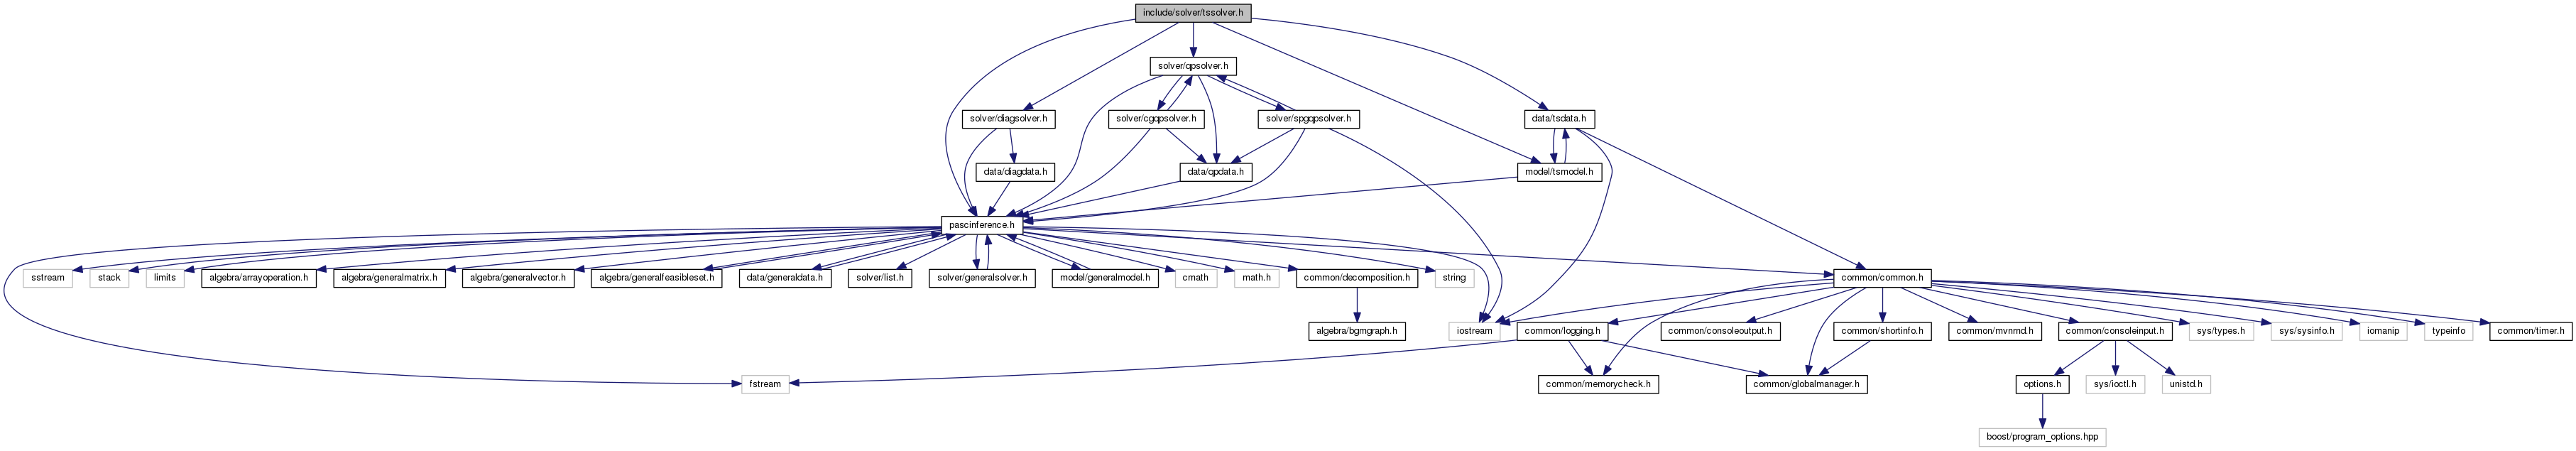 include/solver/tssolver.h
solver/qpsolver.h
solver/diagsolver.h
solver/cgqpsolver.h
solver/spgqpsolver.h
data/tsdata.h
data/diagdata.h
data/qpdata.h
model/tsmodel.h
pascinference.h
sstream
stack
limits
algebra/arrayoperation.h
algebra/generalmatrix.h
algebra/generalvector.h
algebra/generalfeasibleset.h
data/generaldata.h
solver/list.h
solver/generalsolver.h
model/generalmodel.h
cmath
math.h
common/decomposition.h
string
common/common.h
algebra/bgmgraph.h
iostream
common/logging.h
common/consoleoutput.h
common/shortinfo.h
common/mvnrnd.h
common/consoleinput.h
sys/types.h
sys/sysinfo.h
iomanip
typeinfo
common/timer.h
fstream
common/memorycheck.h
common/globalmanager.h
options.h
sys/ioctl.h
unistd.h
boost/program_options.hpp